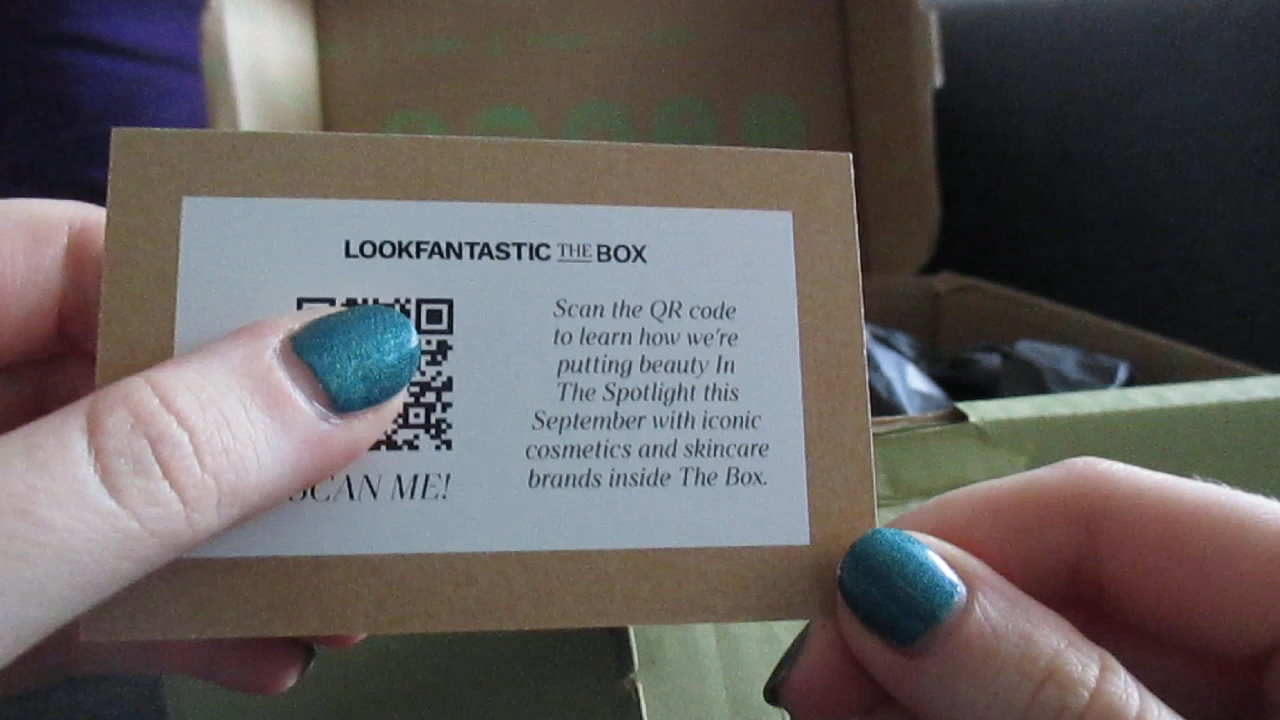 LOOKFANTASTIC THE BOX
Scan the QR code
to learn how we're
putting beauty In
The Spotlight this
September with iconic
cosmetics and skincare
brands inside The Box.
SCAN ME!